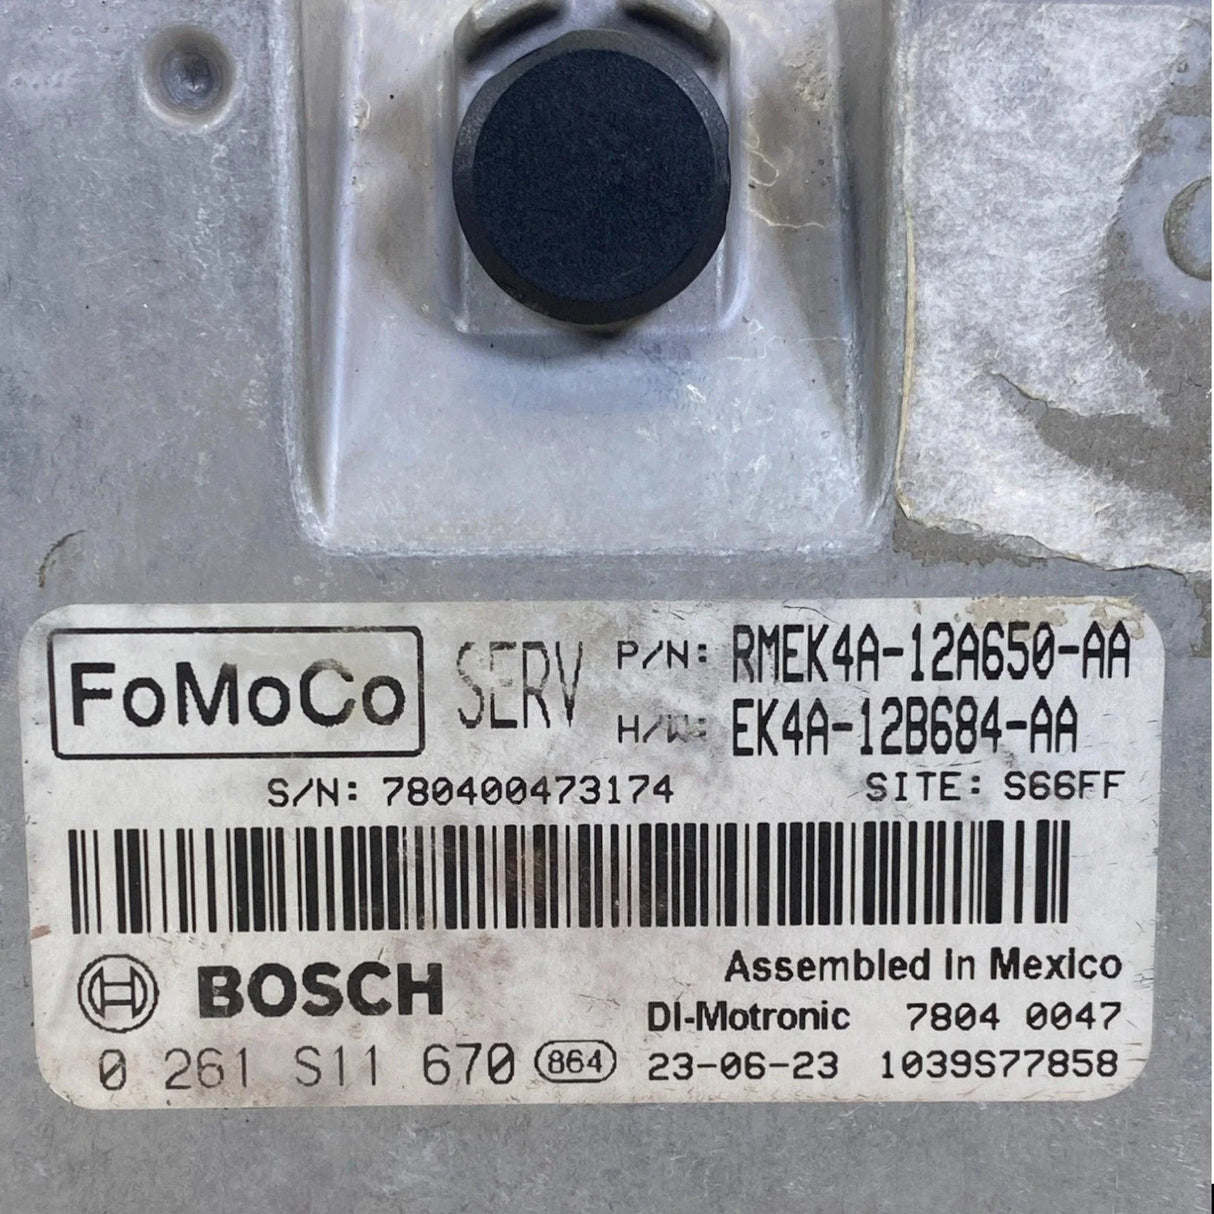 FoMoCo SERV P/N: RMEK4A-12A650-AA
H/W: EK4A-12B684-AA
S/N: 780400473174 SITE: S66FF
BOSCH Assembled in Mexico
DI-Motronic 7804 0047
0 261 S11 670 864 23-06-23 1039S77858